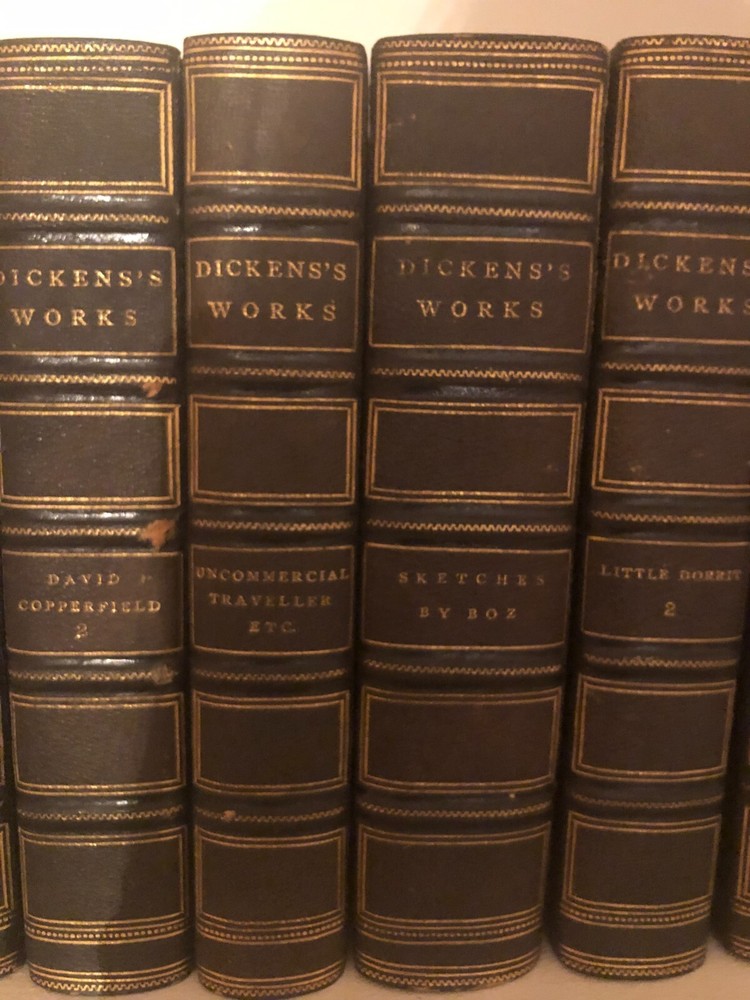 DICKENS'S
WORKS
DAVID
COPPERFIELD
2
DICKENS'S
WORKS
UNCOMMERCIAL
TRAVELLER
ETC.
DICKENS'S
WORKS
SKETCHES
BY BOZ
DICKENS
WORKS
LITTLE DORRIT
2